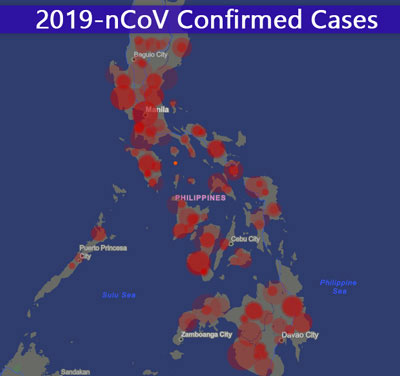 2019-nCoV Confirmed Cases
Baguio City
Manila
PHILIPPINES
Cebu City
Puerto Princesa
City
Philippine
Sea
Sulu Sea
Zamboanga City
Davao City
Sandakan